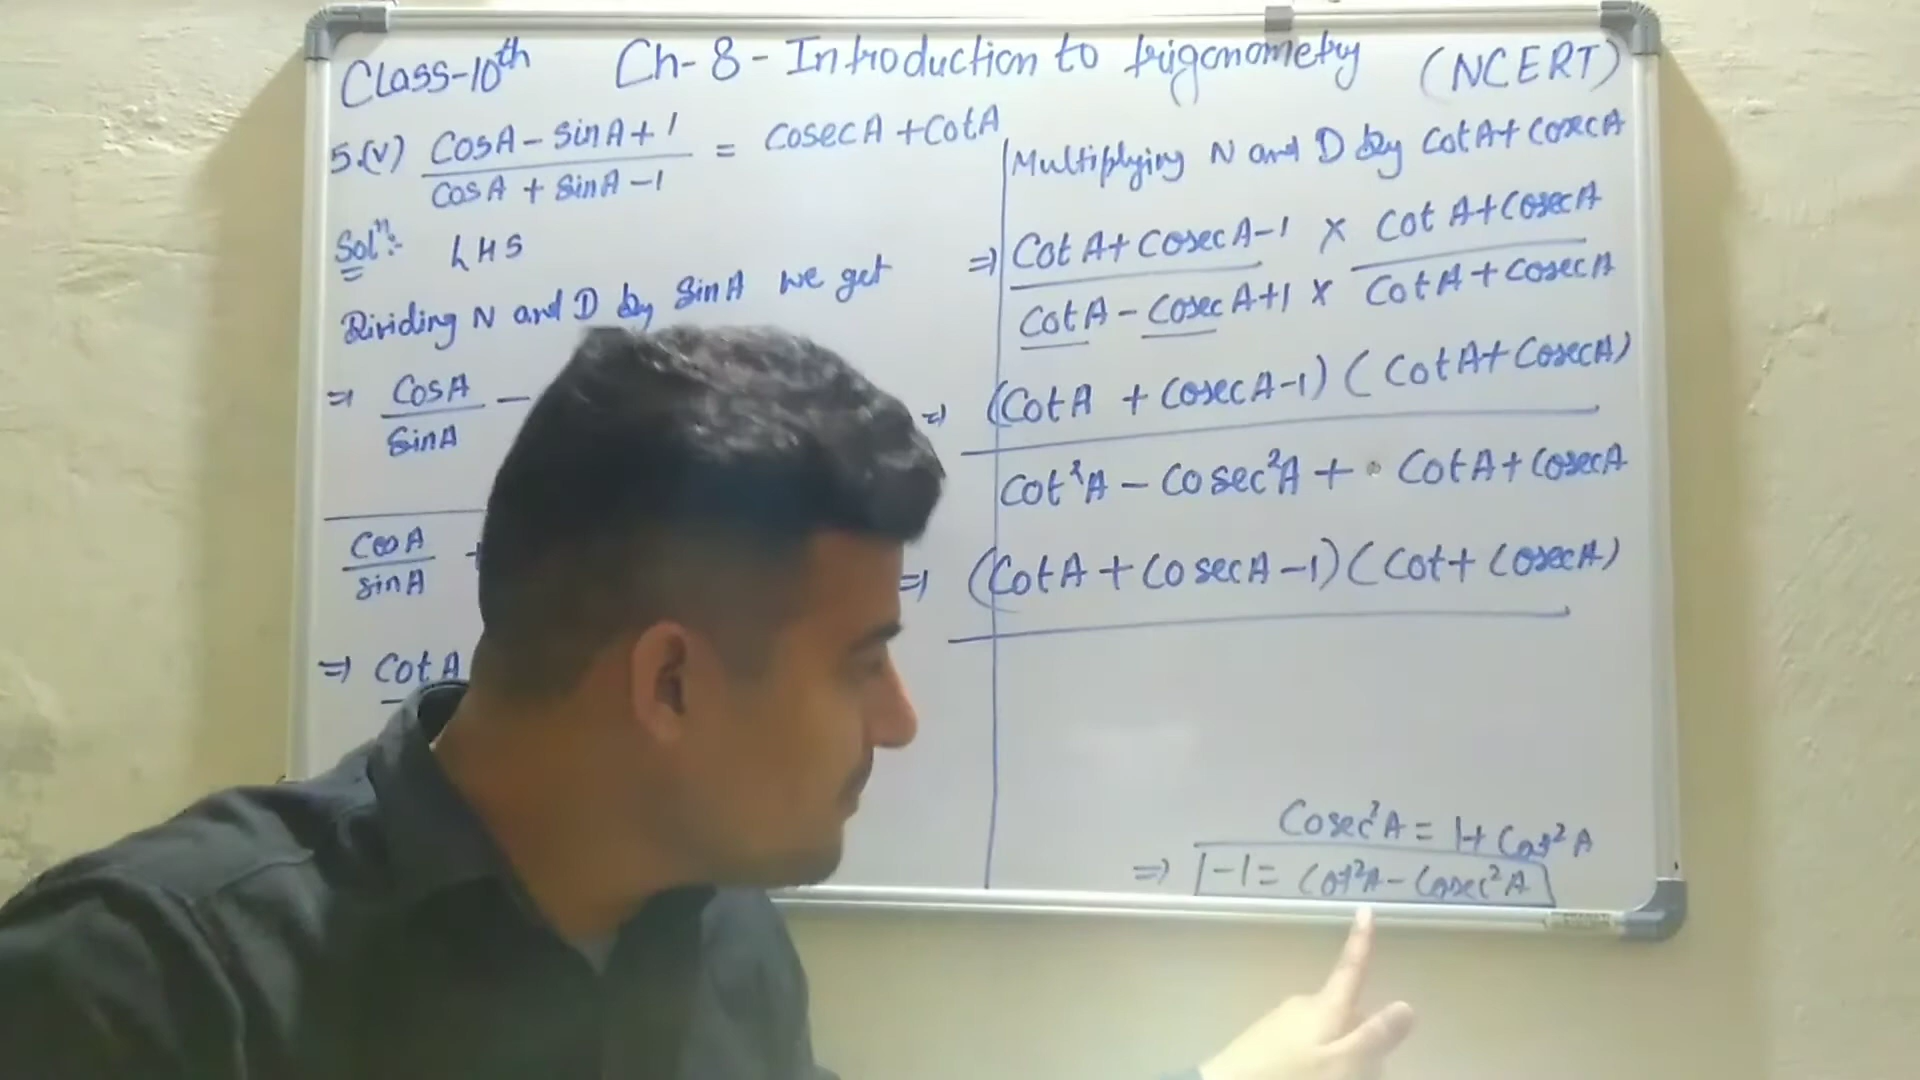 Class-10th Ch-8-Introduction to trigonometry (NCERT)
5.(v) CosA - sinA + 1 / CosA + sinA - 1 = CosecA + CotA
Solⁿ:- LHS
Dividing N and D by SinA we get
⇒ CosA / SinA -
CosA / sinA +
⇒ CotA
Multiplying N and D by CotA + CosecA
⇒ CotA + CosecA - 1 / CotA - CosecA + 1 × CotA + CosecA / × CotA + CosecA
⇒ (CotA + CosecA - 1) (CotA + CosecA)
Cot²A - Cosec²A + CotA + CosecA
⇒ (CotA + CosecA - 1) (Cot + CosecA)
Cosec²A = 1 + Cot²A
⇒ -1 = Cot²A - Cosec²A